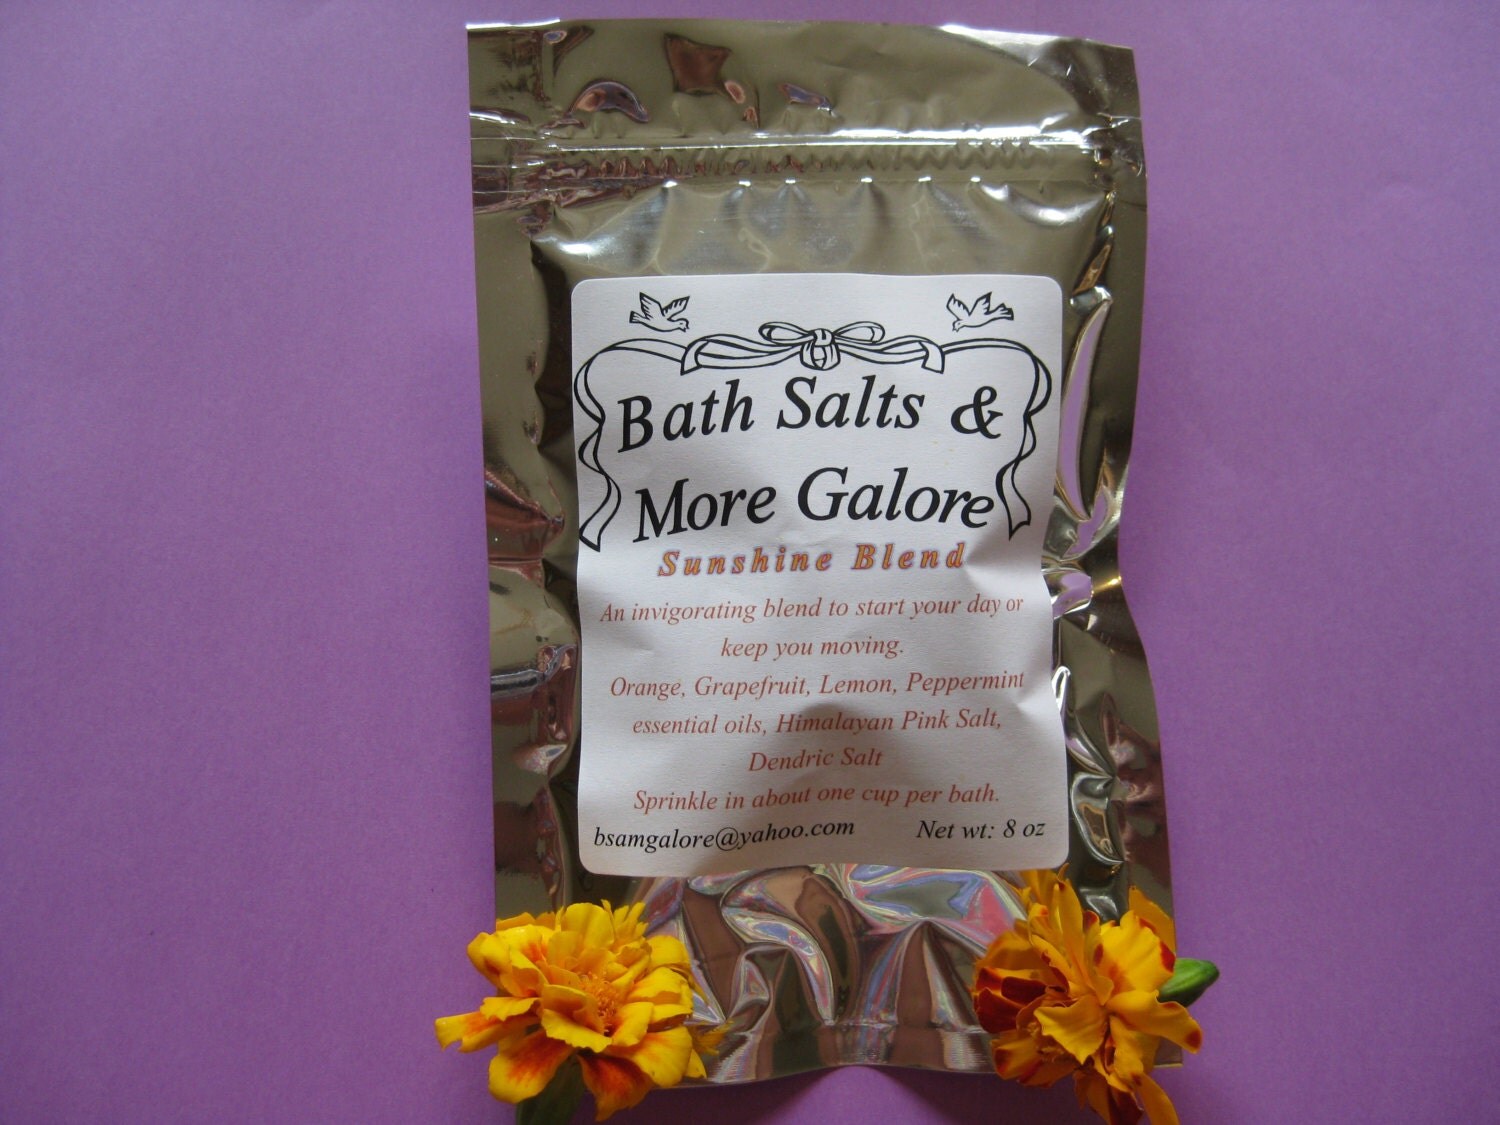 Bath Salts &
More Galore
Sunshine Blend
An invigorating blend to start your day or
keep you moving.
Orange, Grapefruit, Lemon, Peppermint
essential oils, Himalayan Pink Salt,
Dendric Salt
Sprinkle in about one cup per bath.
bsamgalore@yahoo.com Net wt: 8 oz